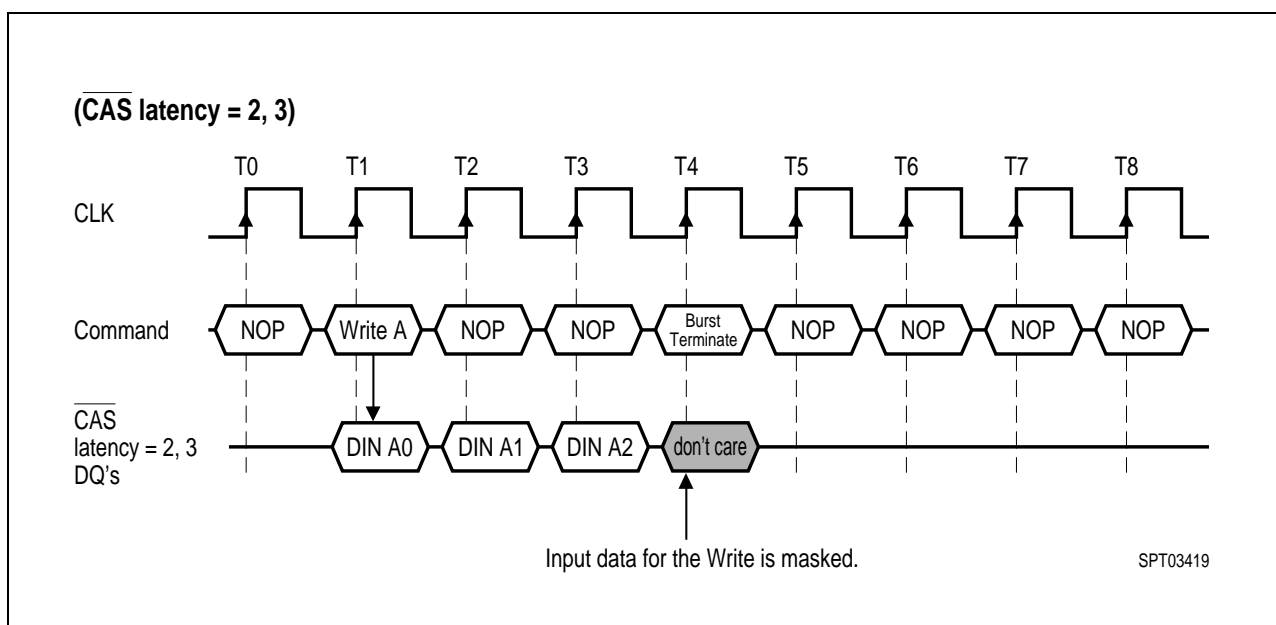 (CAS latency = 2, 3)
T0 T1 T2 T3 T4 T5 T6 T7 T8
CLK
Command NOP Write A NOP NOP Burst Terminate NOP NOP NOP NOP
CAS
latency = 2, 3
DQ's
DIN A0 DIN A1 DIN A2 don't care
Input data for the Write is masked.
SPT03419